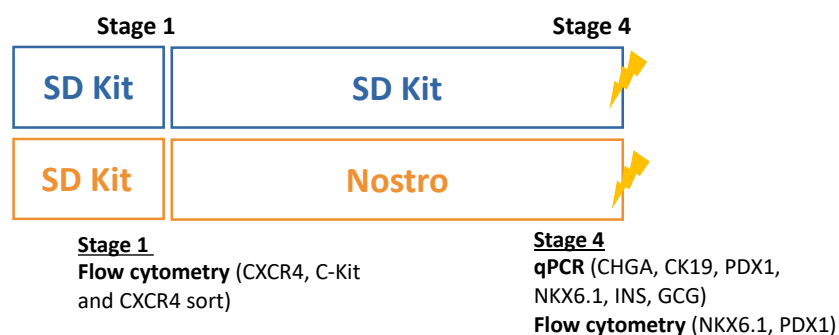 Stage 1
Stage 4
SD Kit
SD Kit
SD Kit
Nostro
Stage 1
Flow cytometry (CXCR4, C-Kit
and CXCR4 sort)
Stage 4
qPCR (CHGA, CK19, PDX1,
NKX6.1, INS, GCG)
Flow cytometry (NKX6.1, PDX1)